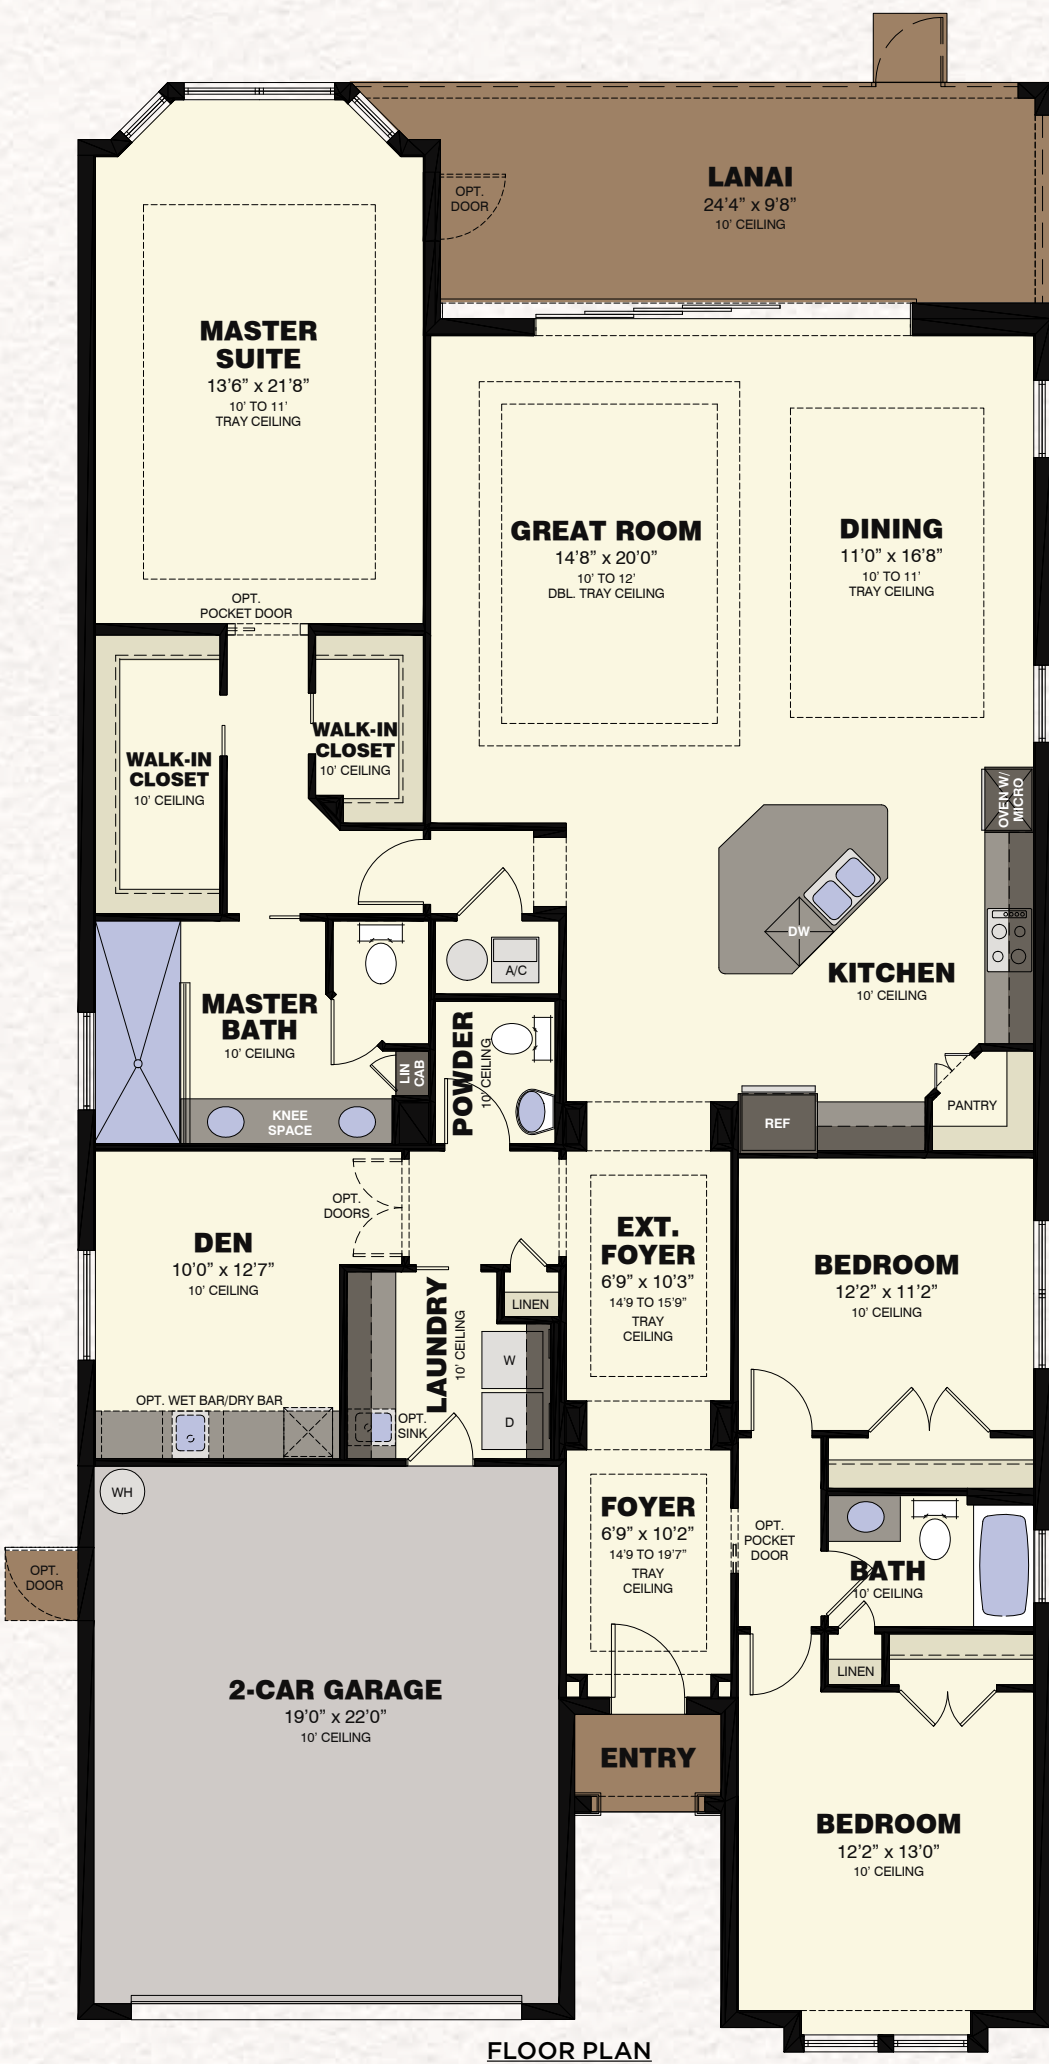 LANAI
24'4" x 9'8"
10' CEILING
OPT.
DOOR
MASTER
SUITE
13'6" x 21'8"
10' TO 11'
TRAY CEILING
GREAT ROOM
14'8" x 20'0"
10' TO 12'
DBL. TRAY CEILING
DINING
11'0" x 16'8"
10' TO 11'
TRAY CEILING
OPT.
POCKET DOOR
WALK-IN
CLOSET
10' CEILING
WALK-IN
CLOSET
10' CEILING
OVEN W/
MICRO
DW
KITCHEN
10' CEILING
A/C
MASTER
BATH
10' CEILING
LIN
CAB
KNEE
SPACE
POWDER
10' CEILING
REF
PANTRY
OPT.
DOORS
DEN
10'0" x 12'7"
10' CEILING
EXT.
FOYER
6'9" x 10'3"
14'9 TO 15'9"
TRAY
CEILING
BEDROOM
12'2" x 11'2"
10' CEILING
LINEN
LAUNDRY
10' CEILING
W
D
OPT. WET BAR/DRY BAR
OPT.
SINK
WH
FOYER
6'9" x 10'2"
14'9 TO 19'7"
TRAY
CEILING
OPT.
POCKET
DOOR
BATH
10' CEILING
OPT.
DOOR
LINEN
2-CAR GARAGE
19'0" x 22'0"
10' CEILING
ENTRY
BEDROOM
12'2" x 13'0"
10' CEILING
FLOOR PLAN